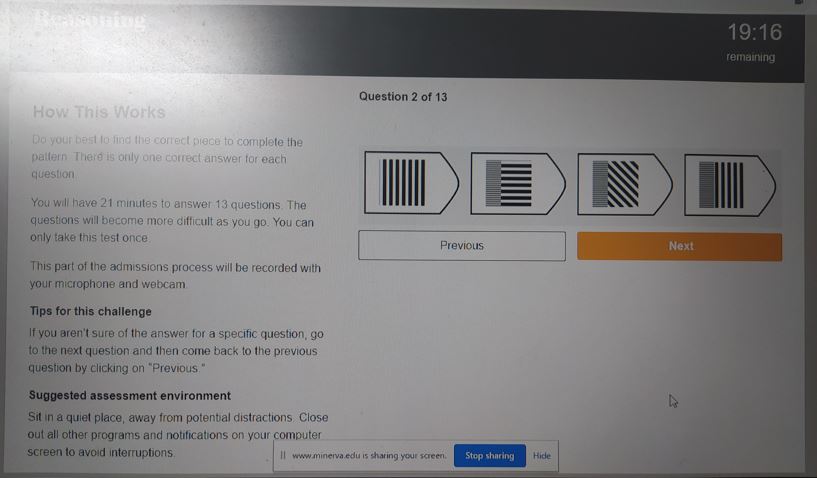 Reasoning
19:16
remaining
How This Works
Do your best to find the correct piece to complete the
pattern. There is only one correct answer for each
question.
You will have 21 minutes to answer 13 questions. The
questions will become more difficult as you go. You can
only take this test once.
This part of the admissions process will be recorded with
your microphone and webcam.
Tips for this challenge
If you aren't sure of the answer for a specific question, go
to the next question and then come back to the previous
question by clicking on "Previous."
Suggested assessment environment
Sit in a quiet place, away from potential distractions. Close
out all other programs and notifications on your computer
screen to avoid interruptions.
Question 2 of 13
Previous
Next
www.minerva.edu is sharing your screen.
Stop sharing
Hide